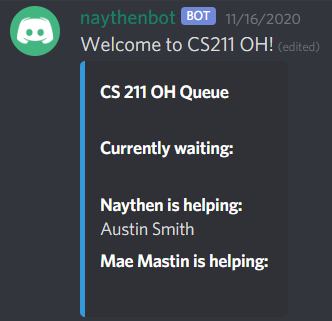 naythenbot BOT 11/16/2020
Welcome to CS211 OH! (edited)
CS 211 OH Queue
Currently waiting:
Naythen is helping:
Austin Smith
Mae Mastin is helping: